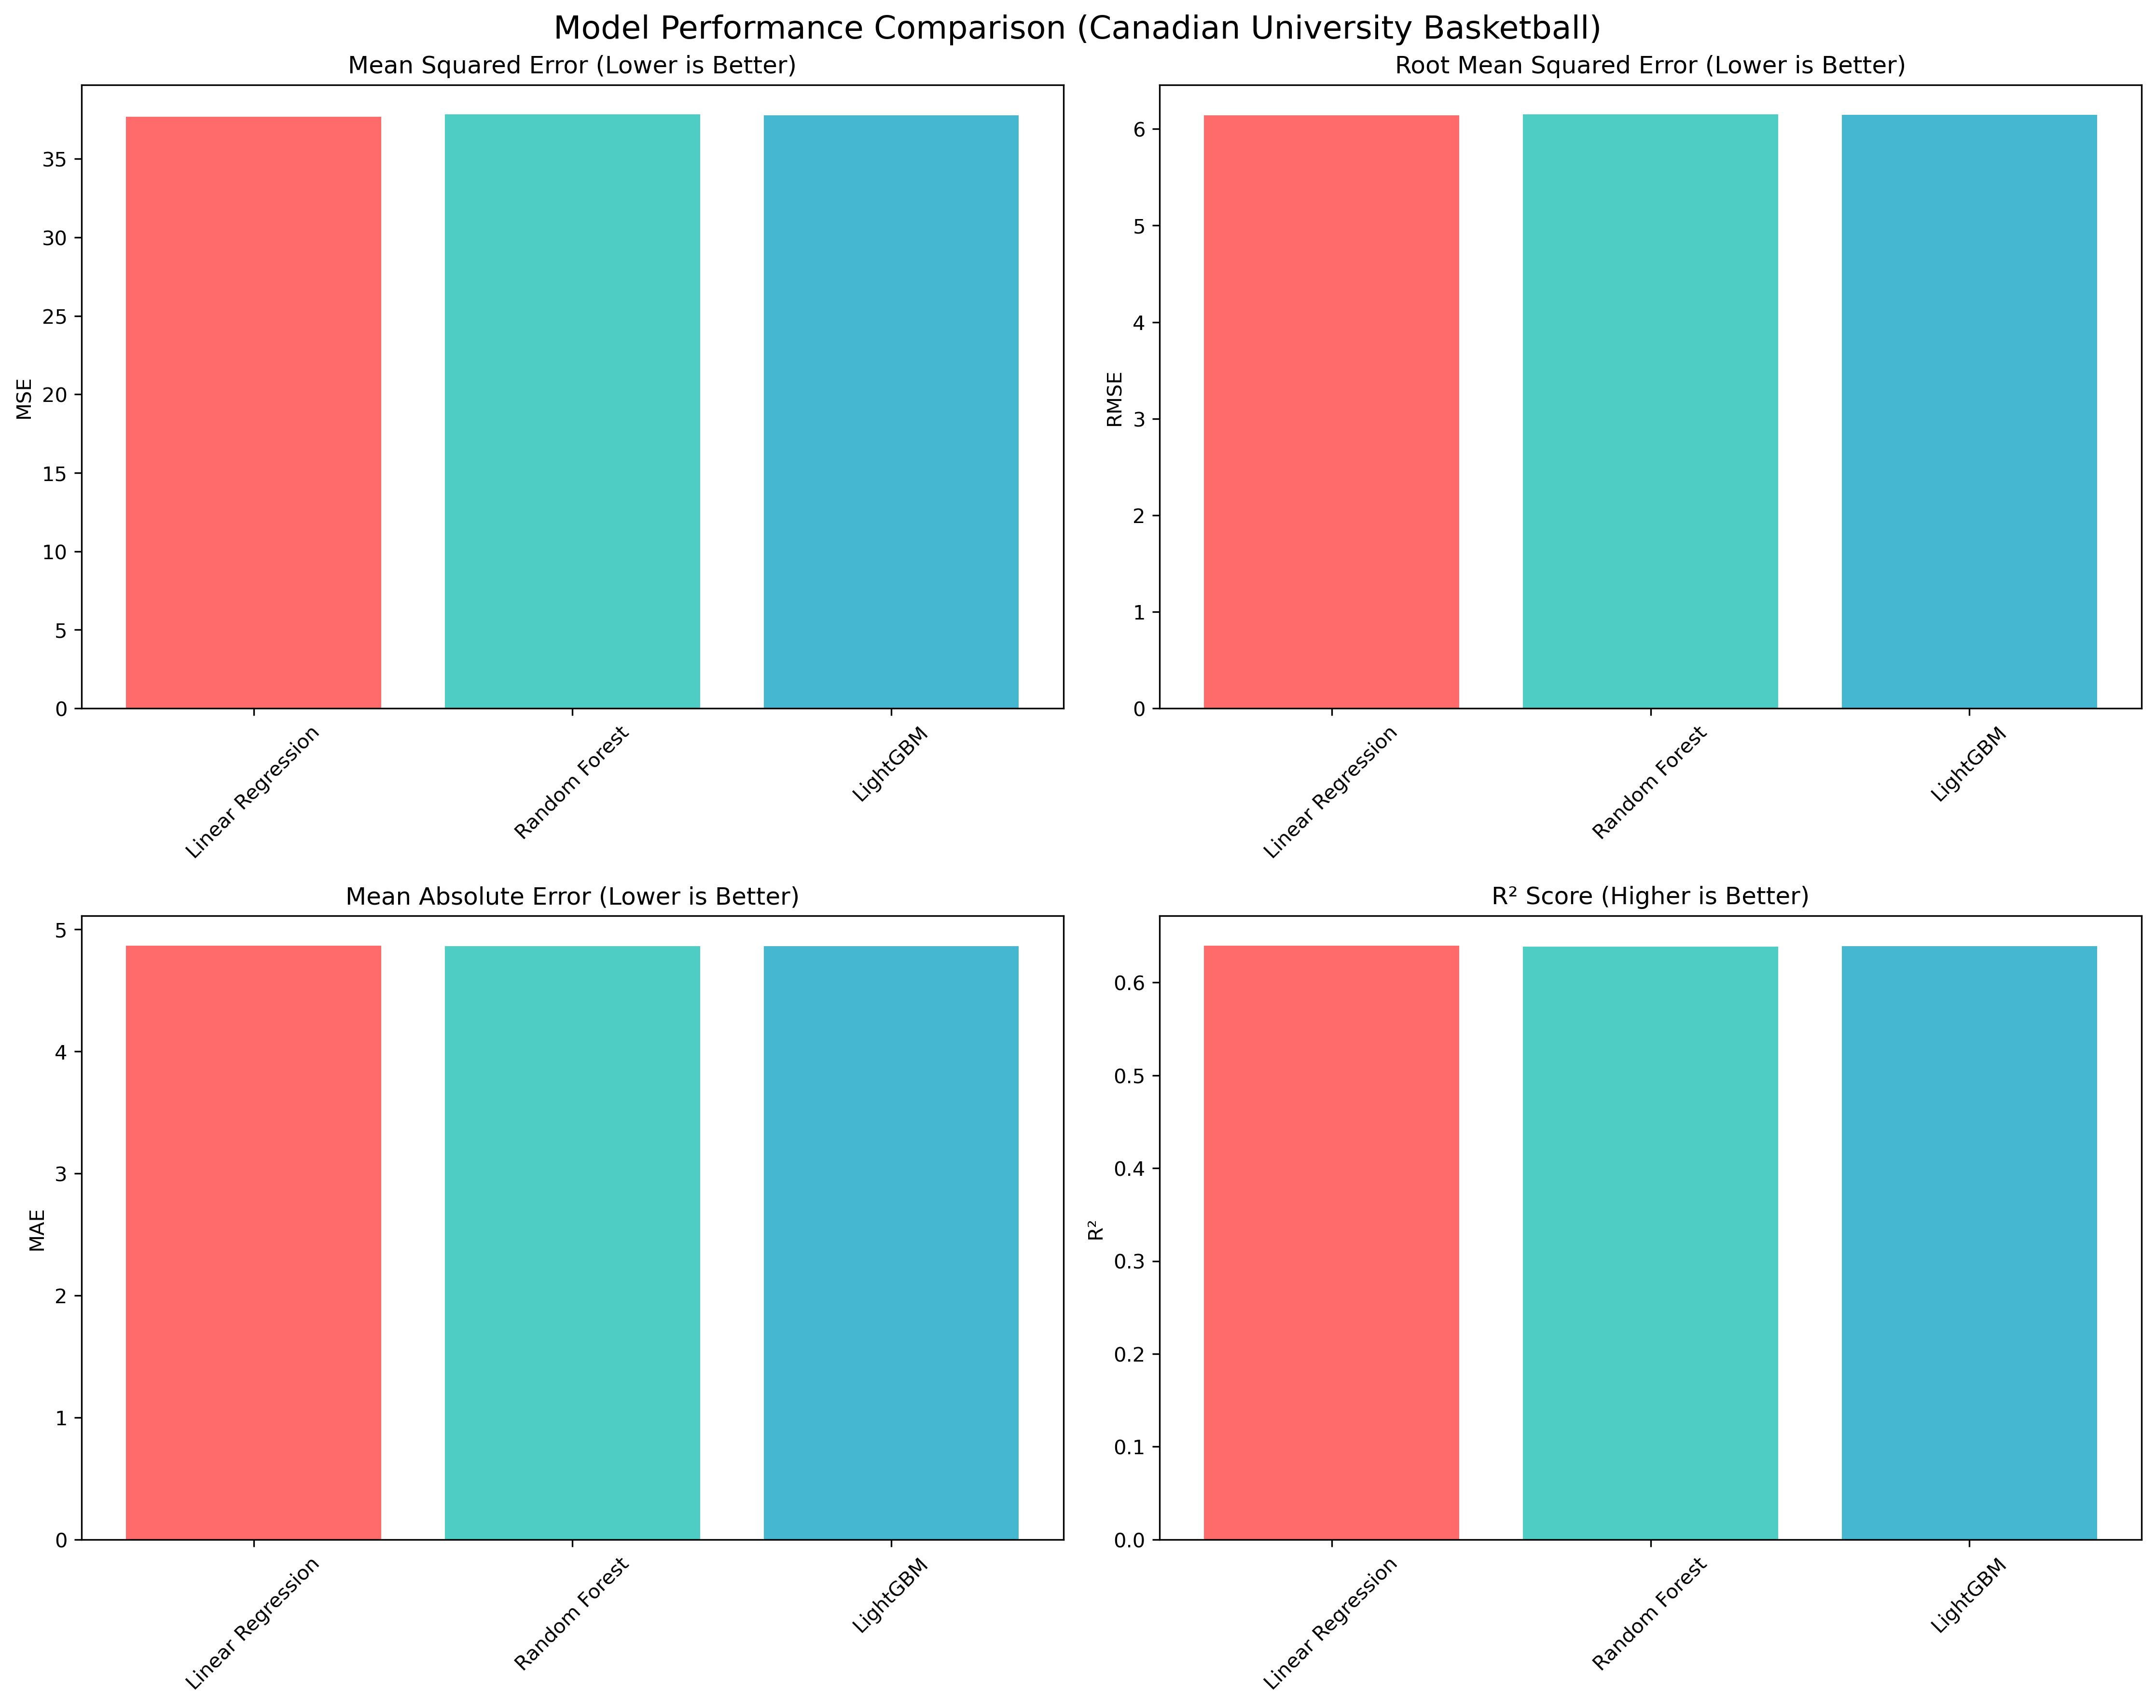 Model Performance Comparison (Canadian University Basketball)
Mean Squared Error (Lower is Better)
MSE
35
30
25
20
15
10
5
0
Linear Regression
Random Forest
LightGBM
Root Mean Squared Error (Lower is Better)
RMSE
6
5
4
3
2
1
0
Linear Regression
Random Forest
LightGBM
Mean Absolute Error (Lower is Better)
MAE
5
4
3
2
1
0
Linear Regression
Random Forest
LightGBM
R² Score (Higher is Better)
R²
0.6
0.5
0.4
0.3
0.2
0.1
0.0
Linear Regression
Random Forest
LightGBM